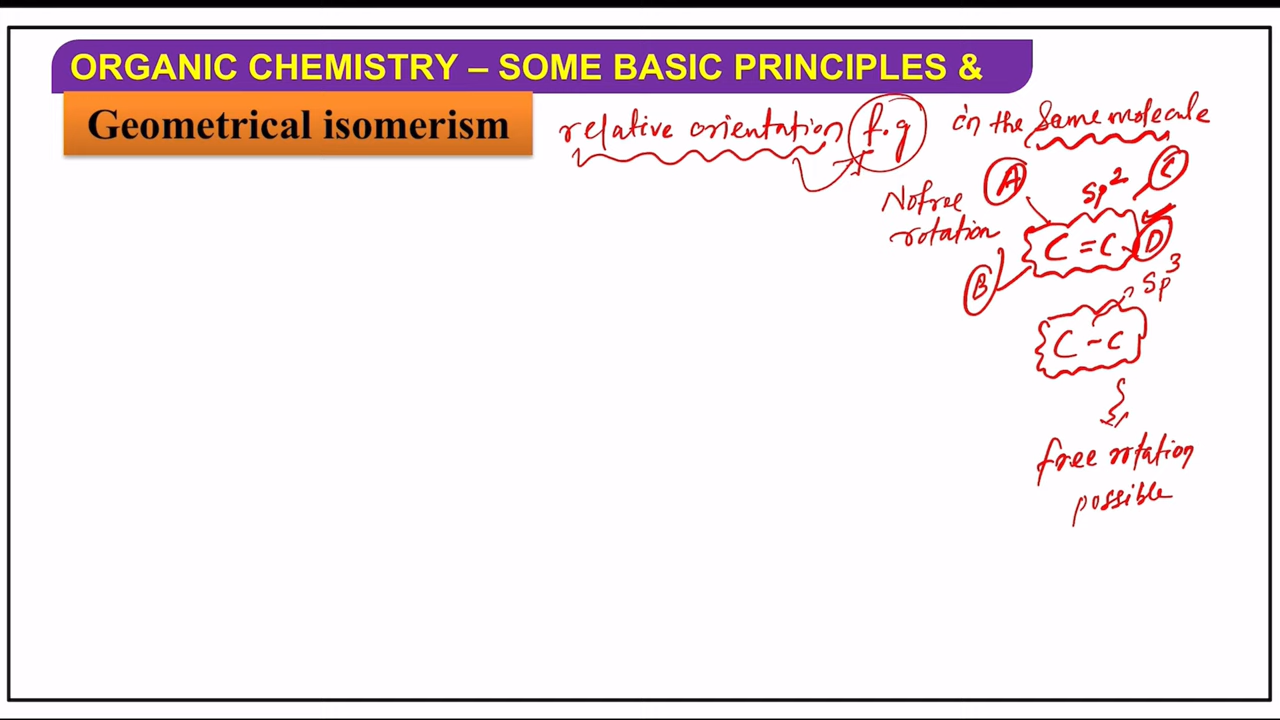 ORGANIC CHEMISTRY – SOME BASIC PRINCIPLES &
Geometrical isomerism
relative orientation f.g in the same molecule
No free
rotation
A
sp²
C
C = C
D
B
sp³
C – C
free rotation
possible